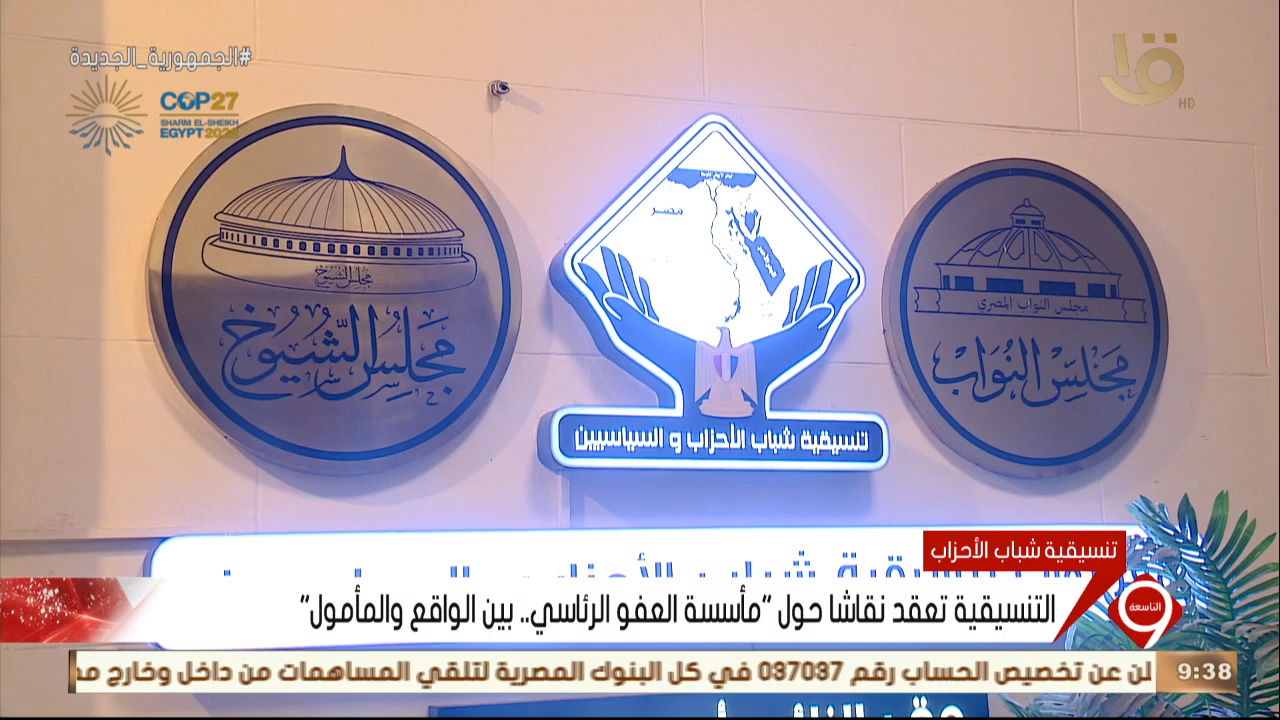 #الجمهورية_الجديدة
COP27
SHARM EL-SHEIKH
EGYPT 2022
HD
مصر
مجلس الشيوخ
مجلس الشيوخ
مجلس النواب المصري
مجلس النواب
تنسيقية شباب الأحزاب و السياسيين
تنسيقية شباب الأحزاب
التنسيقية تعقد نقاشا حول “مأسسة العفو الرئاسي.. بين الواقع والمأمول”
التاسعة
9:38
لن عن تخصيص الحساب رقم 037037 في كل البنوك المصرية لتلقي المساهمات من داخل وخارج مص